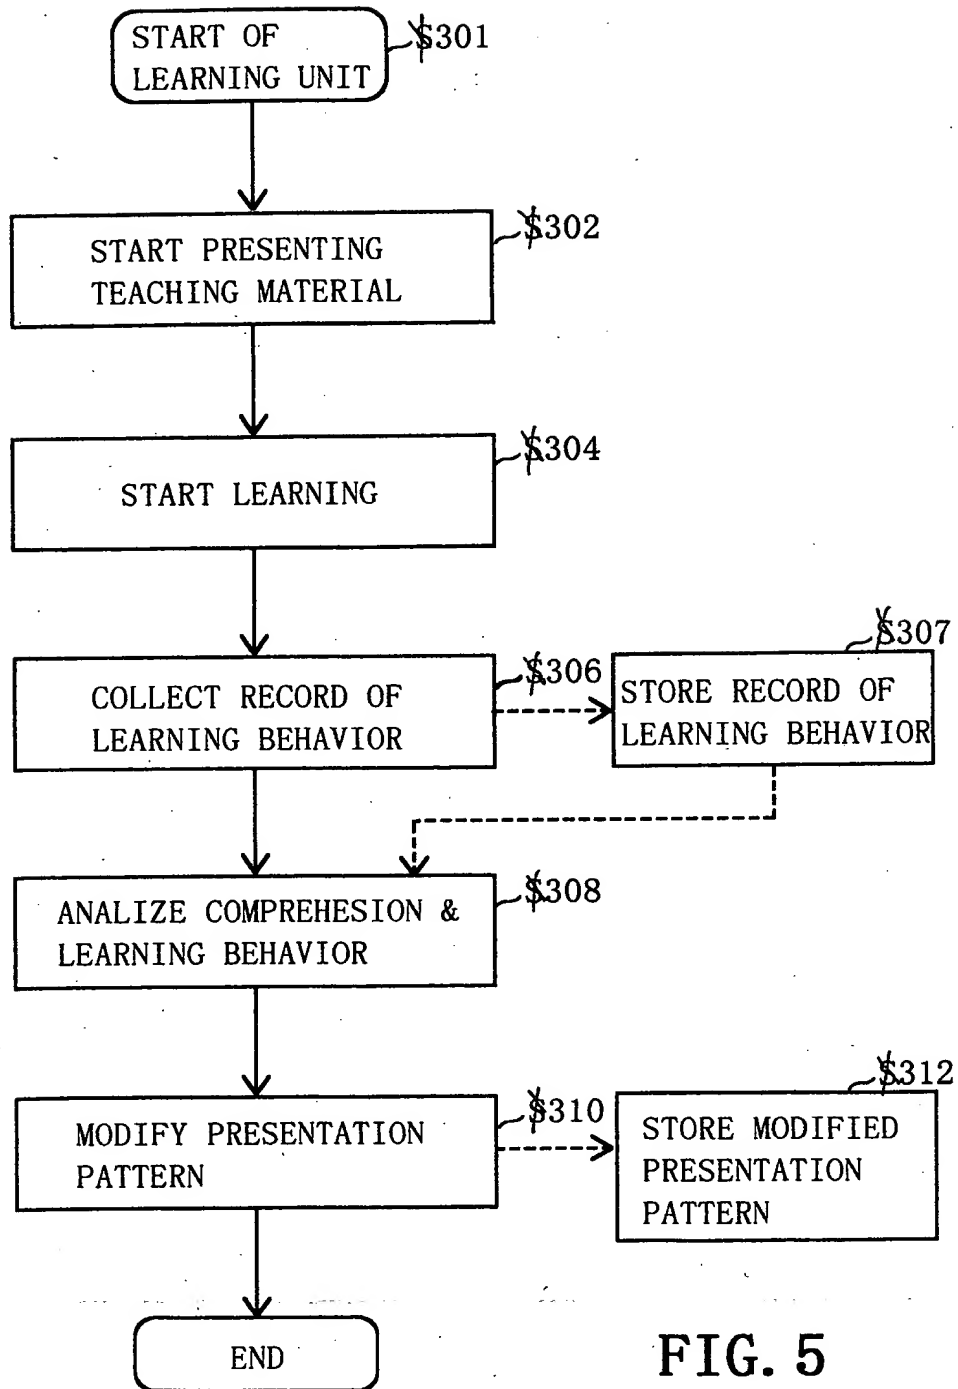 START OF
LEARNING UNIT
S301
START PRESENTING
TEACHING MATERIAL
S302
START LEARNING
S304
COLLECT RECORD OF
LEARNING BEHAVIOR
S306
STORE RECORD OF
LEARNING BEHAVIOR
S307
ANALIZE COMPREHESION &
LEARNING BEHAVIOR
S308
MODIFY PRESENTATION
PATTERN
S310
STORE MODIFIED
PRESENTATION
PATTERN
S312
END
FIG. 5